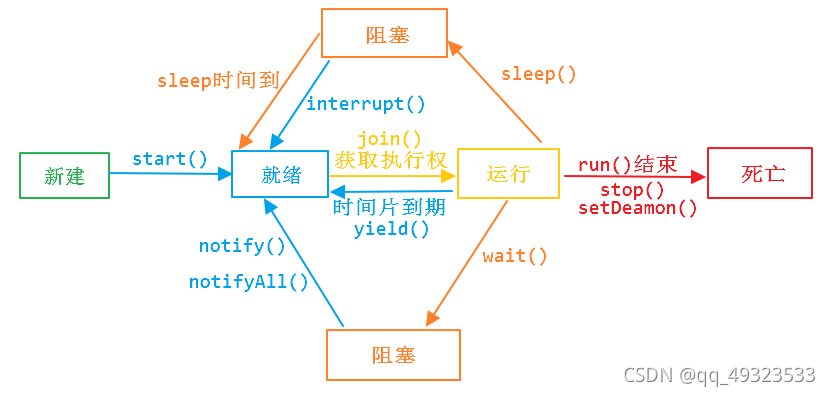 阻塞
sleep时间到
sleep()
interrupt()
新建
start()
就绪
join()
获取执行权
运行
run()结束
stop()
setDeamon()
死亡
时间片到期
yield()
notify()
notifyAll()
wait()
阻塞
CSDN @qq_49323533